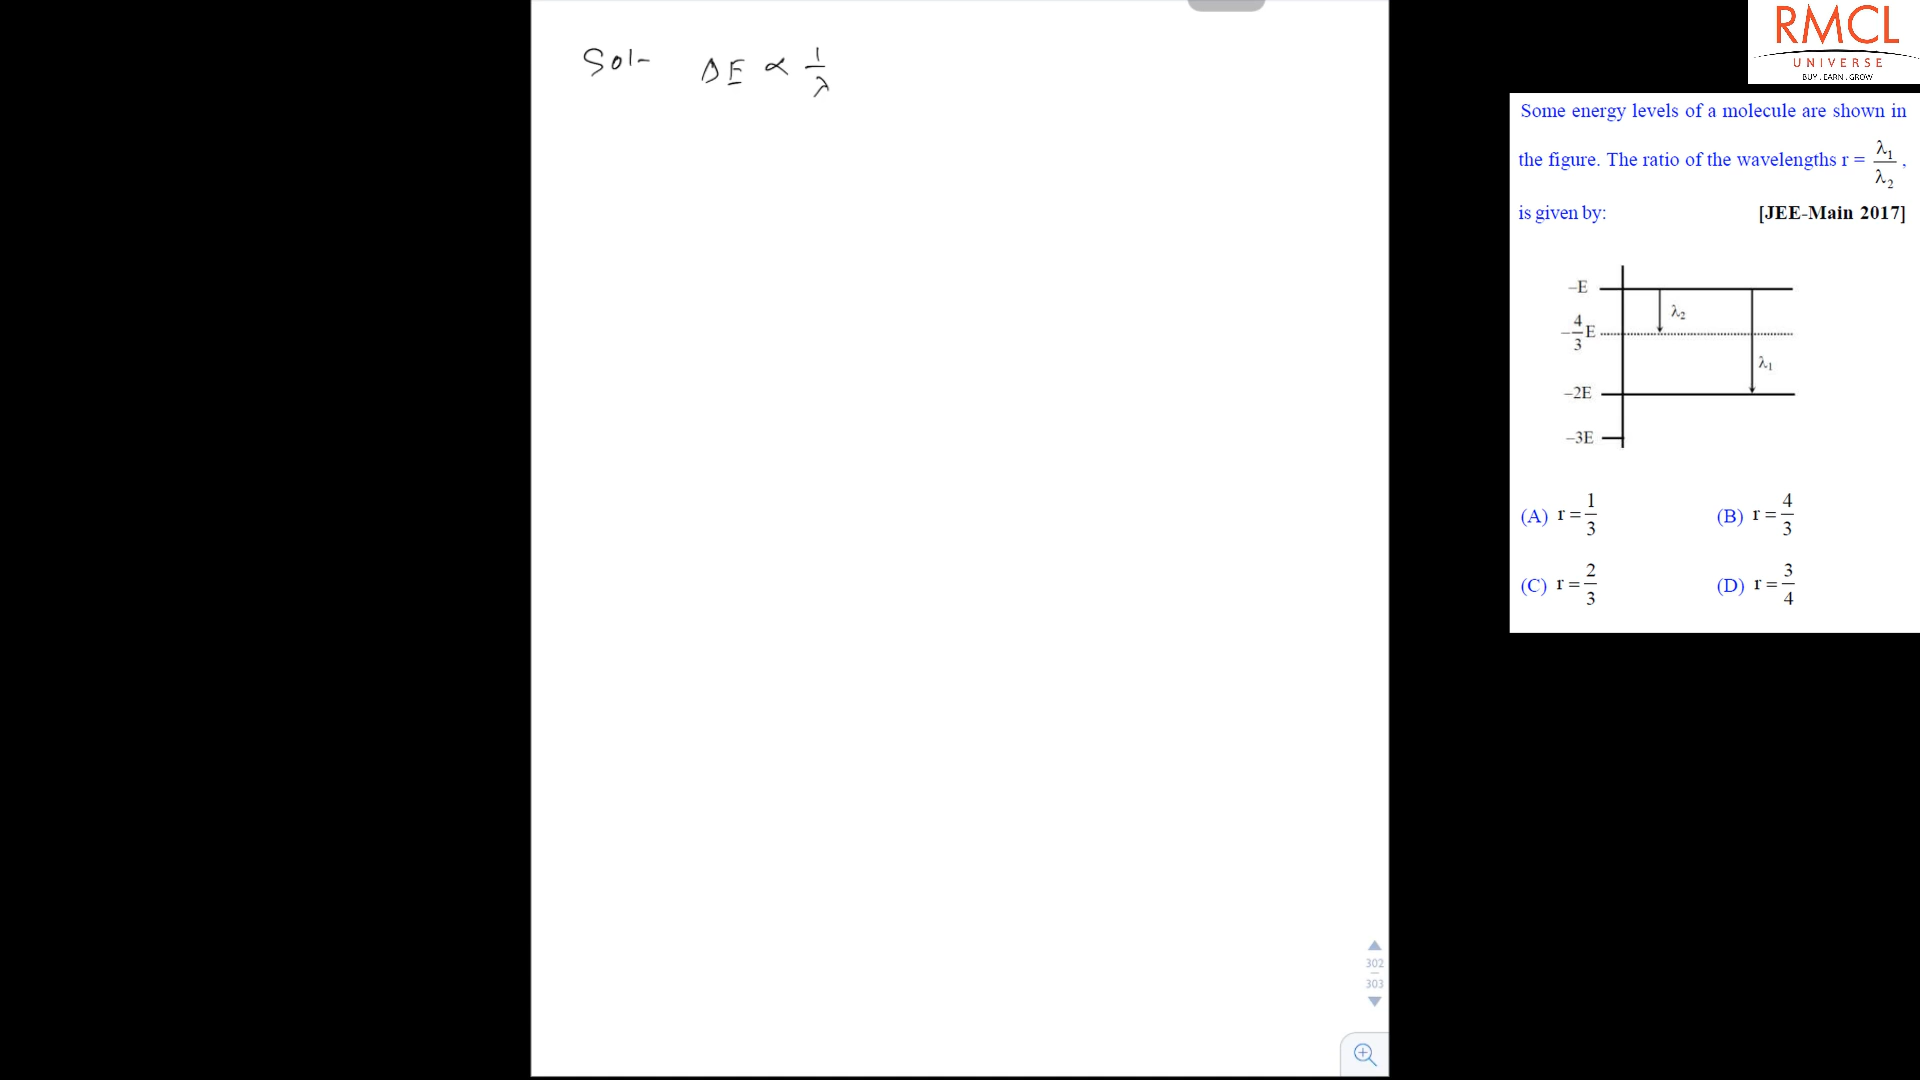 Sol- ΔE ∝ 1/λ
RMCL
UNIVERSE
BUY . EARN . GROW
Some energy levels of a molecule are shown in
the figure. The ratio of the wavelengths r = λ₁/λ₂ ,
is given by: [JEE-Main 2017]
–E
λ₂
–4/3 E
λ₁
–2E
–3E
(A) r = 1/3 (B) r = 4/3
(C) r = 2/3 (D) r = 3/4
302
303